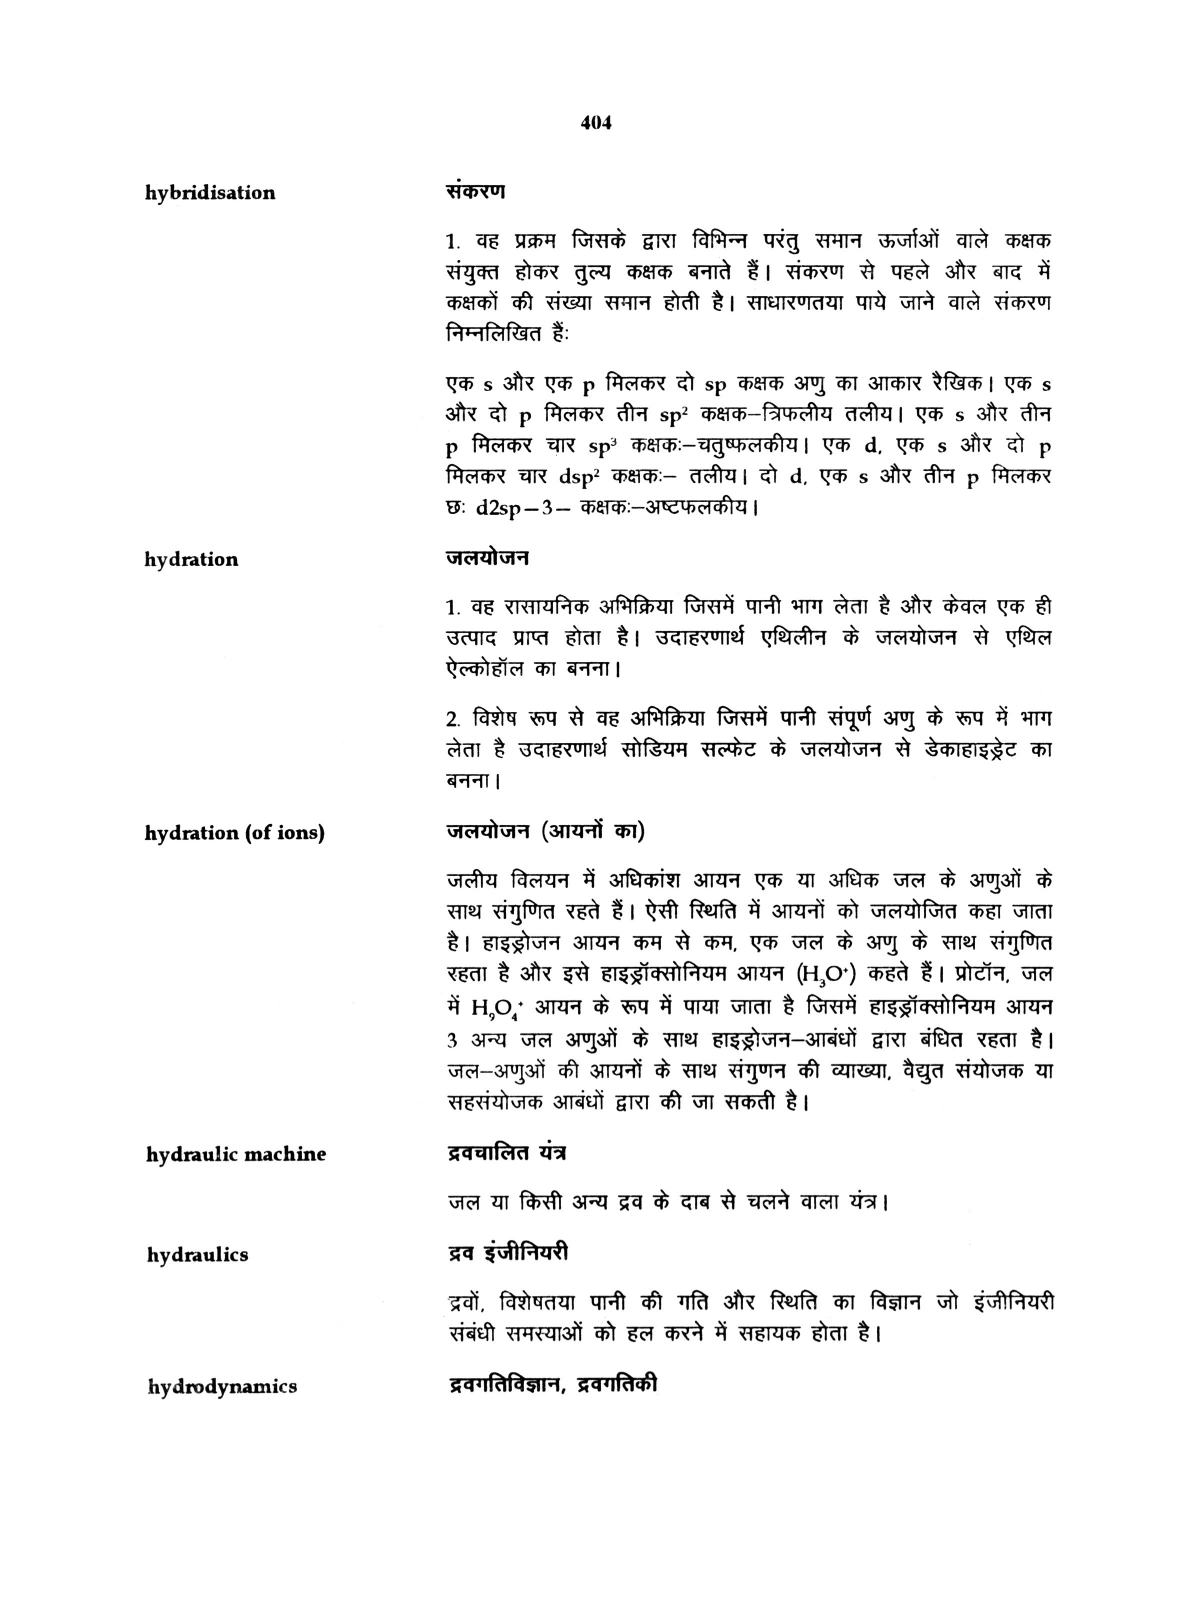 404
hybridisation संकरण
1. वह प्रक्रम जिसके द्वारा विभिन्न परंतु समान ऊर्जाओं वाले कक्षक
संयुक्त होकर तुल्य कक्षक बनाते हैं। संकरण से पहले और बाद में
कक्षकों की संख्या समान होती है। साधारणतया पाये जाने वाले संकरण
निम्नलिखित हैंः
एक s और एक p मिलकर दो sp कक्षक अणु का आकार रैखिक। एक s
और दो p मिलकर तीन sp² कक्षक–त्रिफलीय तलीय। एक s और तीन
p मिलकर चार sp³ कक्षकः–चतुष्फलकीय। एक d, एक s और दो p
मिलकर चार dsp² कक्षकः– तलीय। दो d, एक s और तीन p मिलकर
छः d2sp–3– कक्षकः–अष्टफलकीय।
hydration जलयोजन
1. वह रासायनिक अभिक्रिया जिसमें पानी भाग लेता है और केवल एक ही
उत्पाद प्राप्त होता है। उदाहरणार्थ एथिलीन के जलयोजन से एथिल
ऐल्कोहॉल का बनना।
2. विशेष रूप से वह अभिक्रिया जिसमें पानी संपूर्ण अणु के रूप में भाग
लेता है उदाहरणार्थ सोडियम सल्फेट के जलयोजन से डेकाहाइड्रेट का
बनना।
hydration (of ions) जलयोजन (आयनों का)
जलीय विलयन में अधिकांश आयन एक या अधिक जल के अणुओं के
साथ संगुणित रहते हैं। ऐसी स्थिति में आयनों को जलयोजित कहा जाता
है। हाइड्रोजन आयन कम से कम, एक जल के अणु के साथ संगुणित
रहता है और इसे हाइड्रॉक्सोनियम आयन (H₃O⁺) कहते हैं। प्रोटॉन, जल
में H₉O₄⁺ आयन के रूप में पाया जाता है जिसमें हाइड्रॉक्सोनियम आयन
3 अन्य जल अणुओं के साथ हाइड्रोजन–आबंधों द्वारा बंधित रहता है।
जल–अणुओं की आयनों के साथ संगुणन की व्याख्या, वैद्युत संयोजक या
सहसंयोजक आबंधों द्वारा की जा सकती है।
hydraulic machine द्रवचालित यंत्र
जल या किसी अन्य द्रव के दाब से चलने वाला यंत्र।
hydraulics द्रव इंजीनियरी
द्रवों, विशेषतया पानी की गति और स्थिति का विज्ञान जो इंजीनियरी
संबंधी समस्याओं को हल करने में सहायक होता है।
hydrodynamics द्रवगतिविज्ञान, द्रवगतिकी